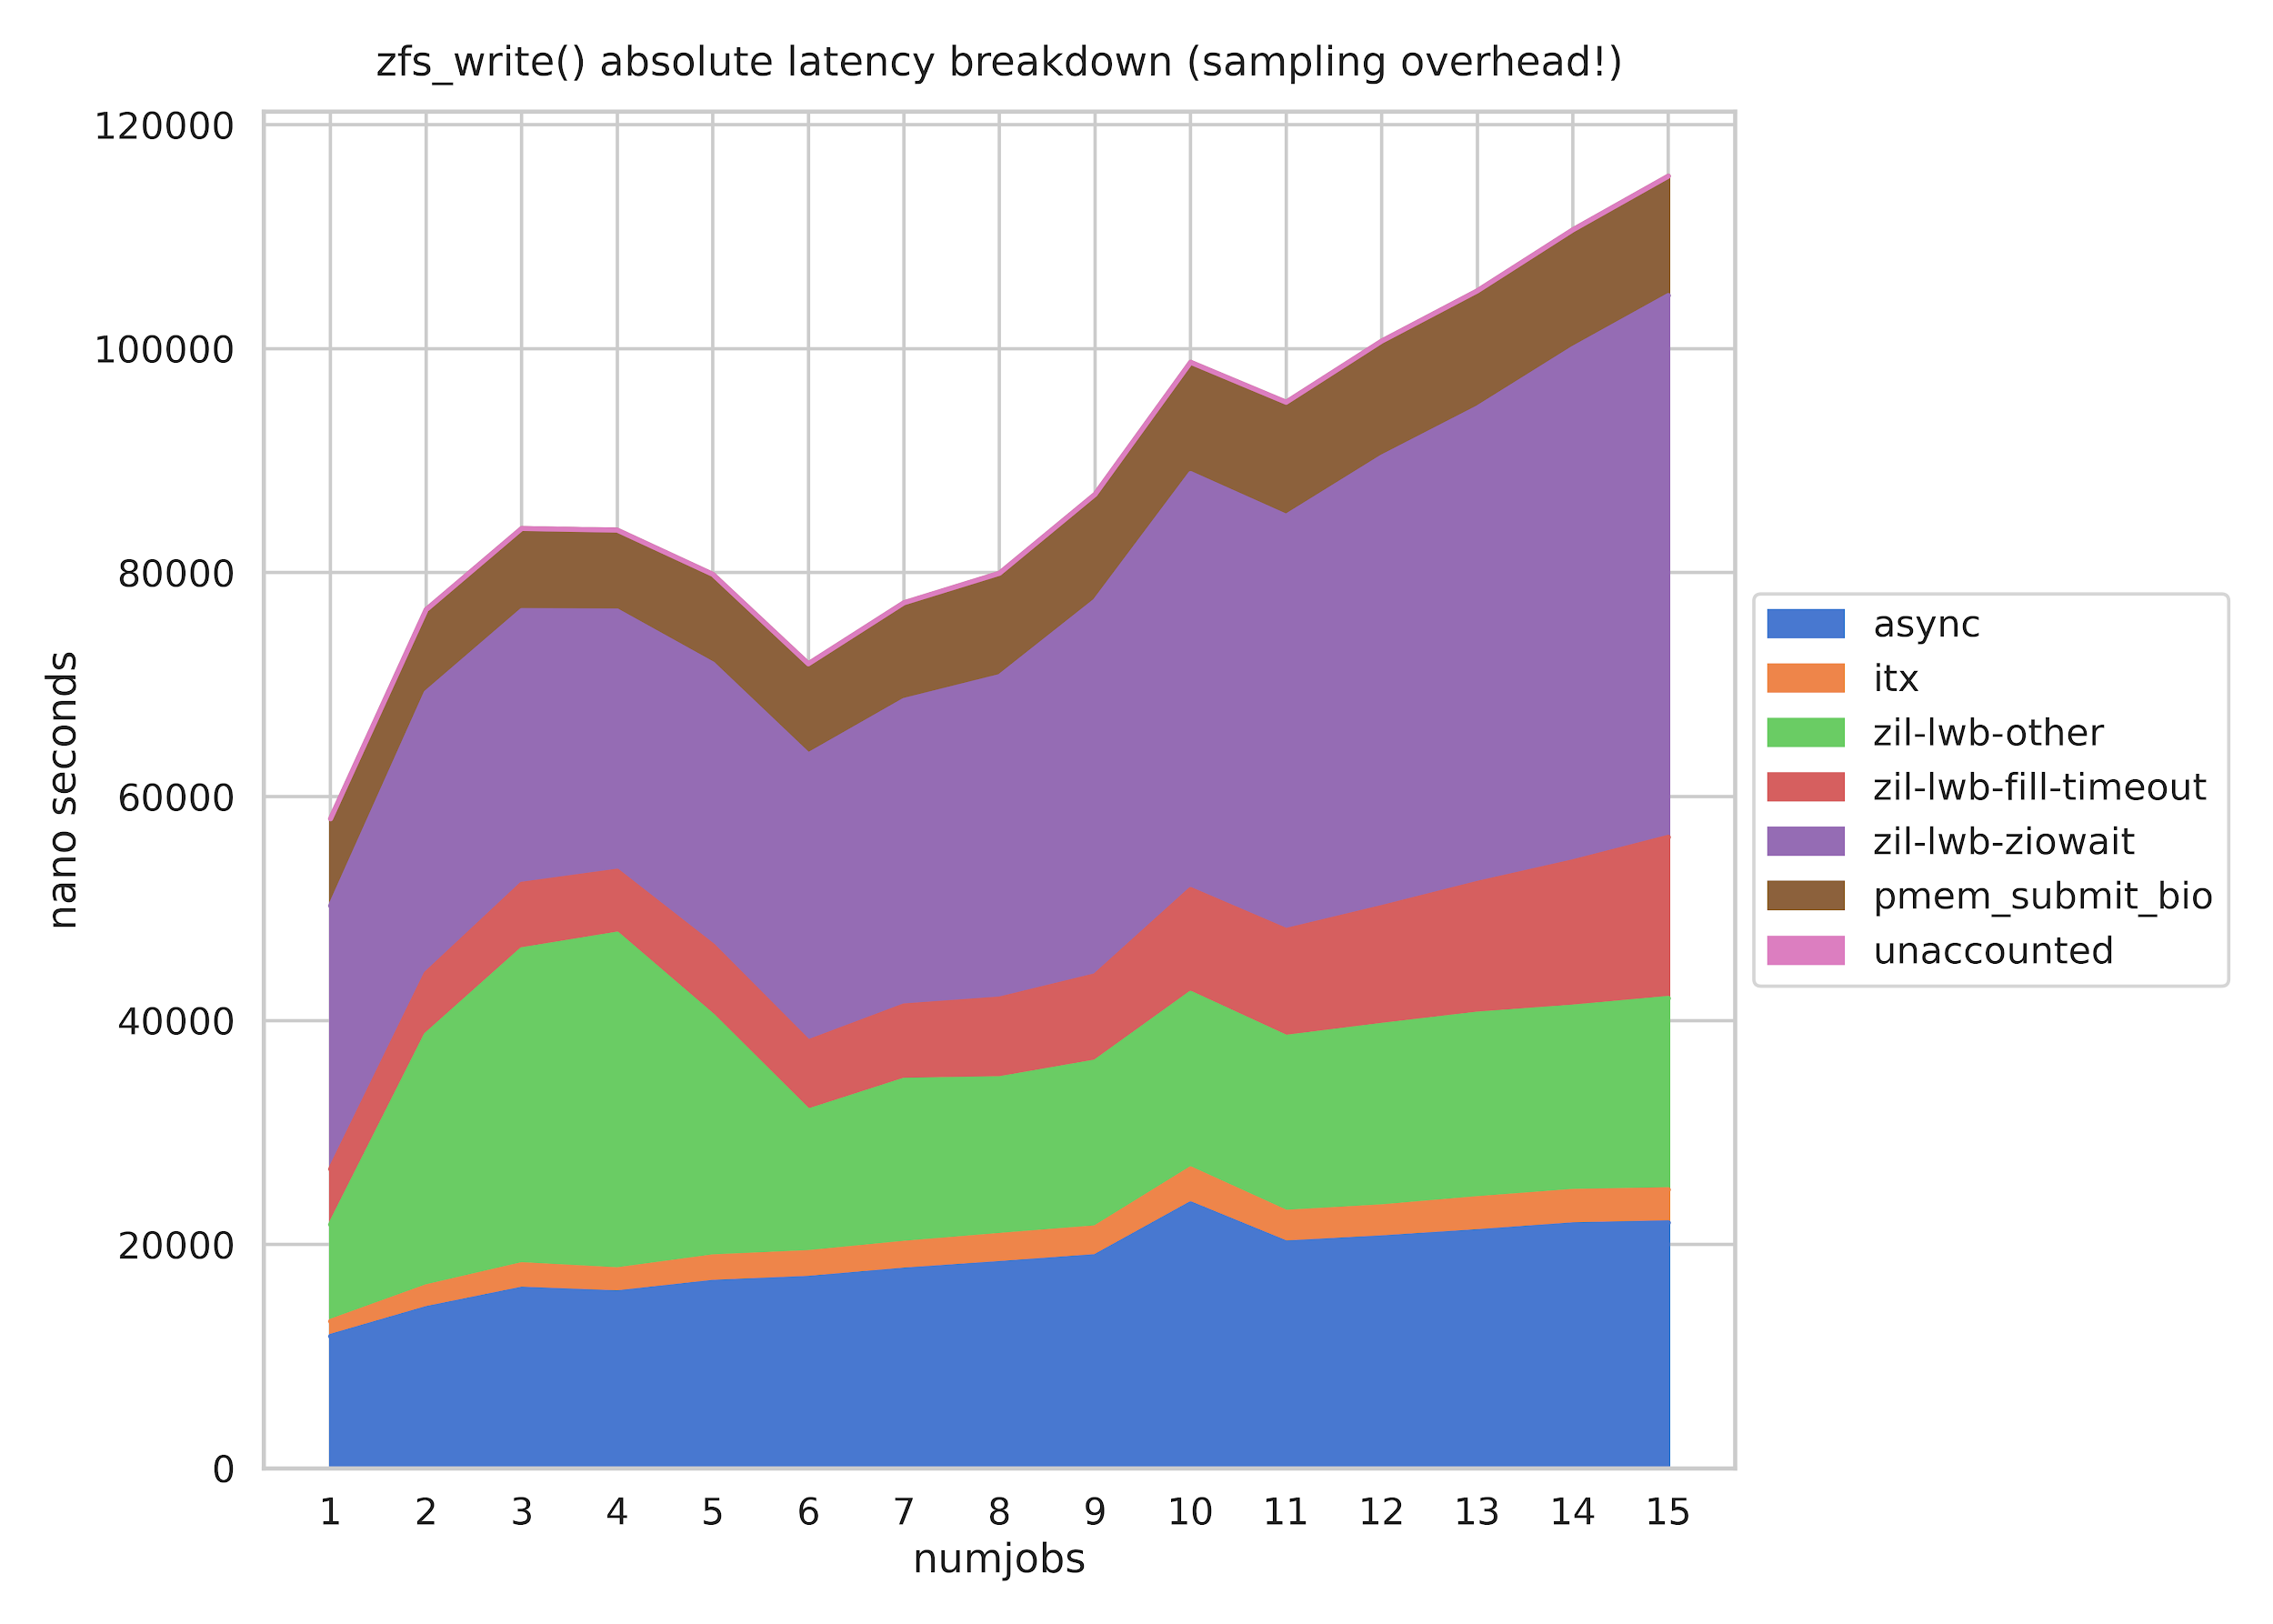 zfs_write() absolute latency breakdown (sampling overhead!)
120000
100000
80000
60000
40000
20000
0
nano seconds
1 2 3 4 5 6 7 8 9 10 11 12 13 14 15
numjobs
async
itx
zil-lwb-other
zil-lwb-fill-timeout
zil-lwb-ziowait
pmem_submit_bio
unaccounted